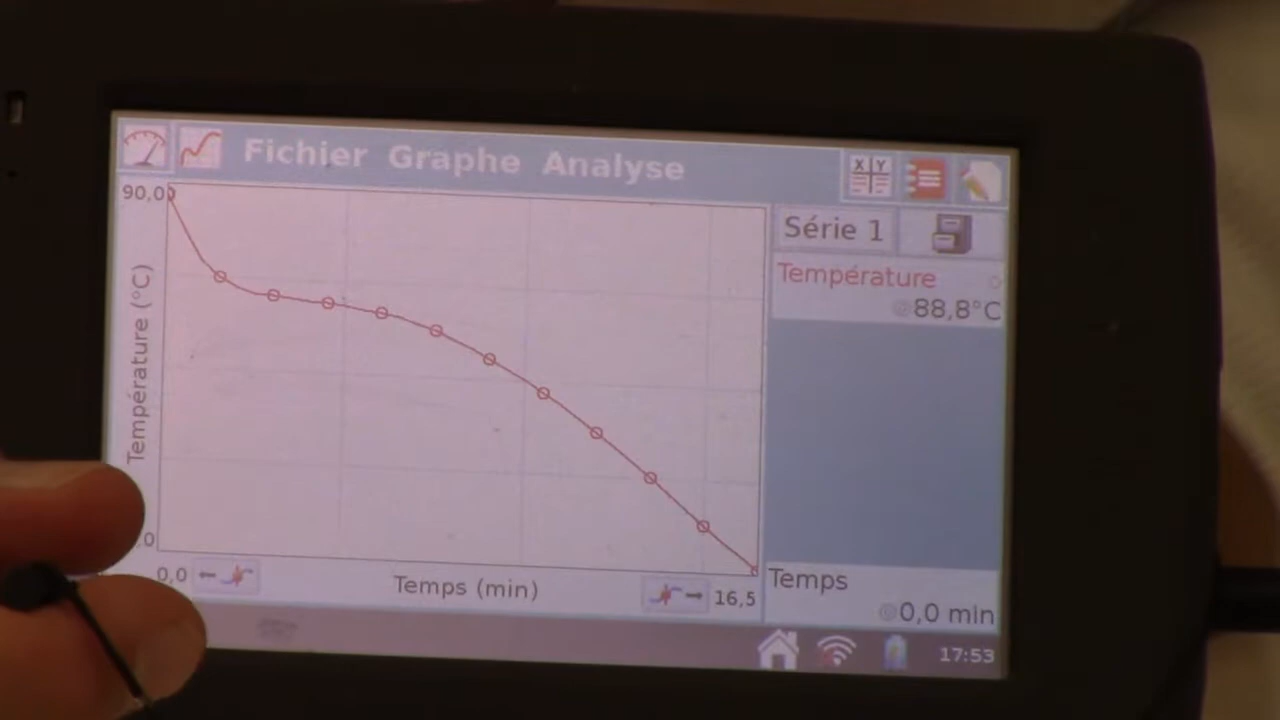 Fichier Graphe Analyse
X Y
90,0
Série 1
Température
88,8°C
Température (°C)
,0
0,0
Temps (min)
16,5
Temps
0,0 min
17:53